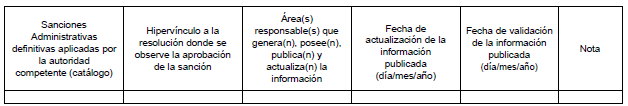 Sanciones
Administrativas
definitivas aplicadas por
la autoridad
competente (catálogo)
Hipervínculo a la
resolución donde se
observe la aprobación
de la sanción
Área(s)
responsable(s) que
genera(n), posee(n),
publica(n) y
actualiza(n) la
información
Fecha de
actualización de la
información
publicada
(día/mes/año)
Fecha de validación
de la información
publicada
(día/mes/año)
Nota